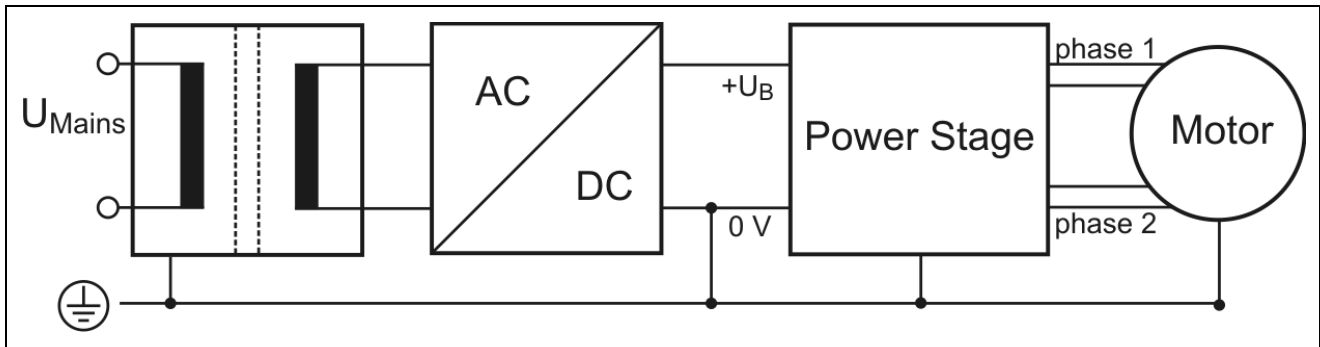 U_Mains
AC
DC
+U_B
0 V
Power Stage
phase 1
phase 2
Motor